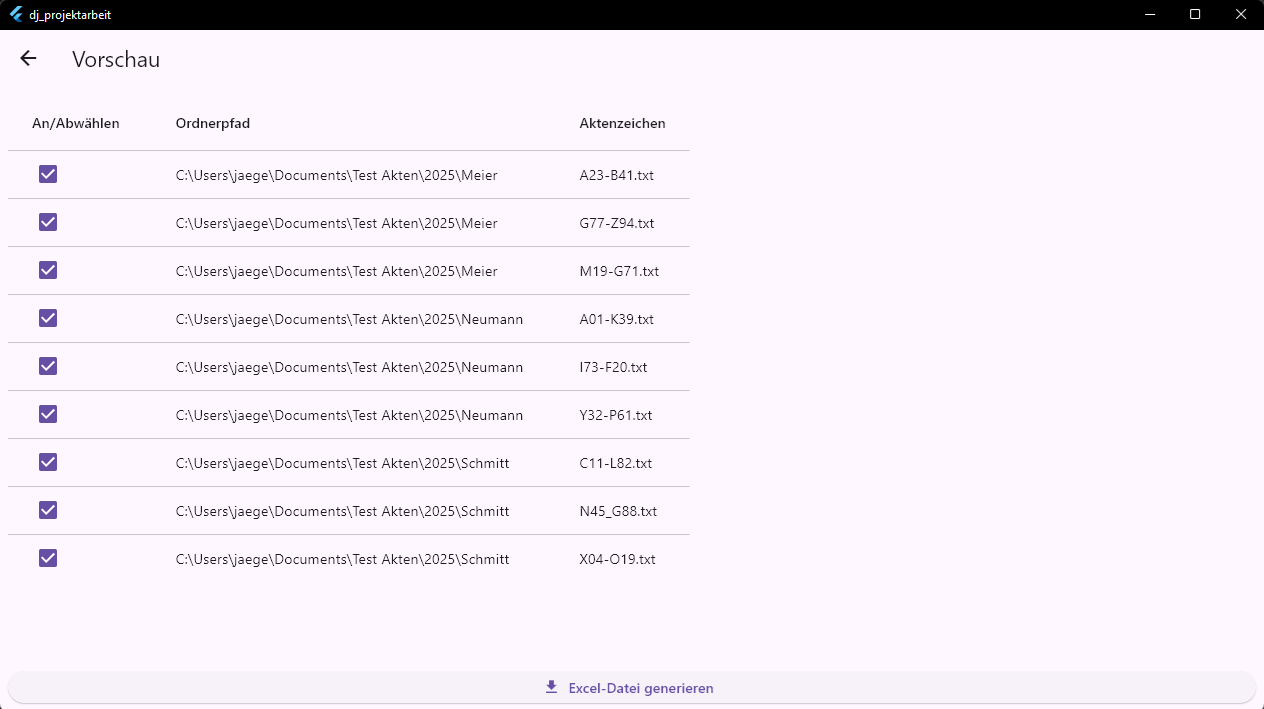 dj_projektarbeit
Vorschau
An/Abwählen Ordnerpfad Aktenzeichen
C:\Users\jaege\Documents\Test Akten\2025\Meier A23-B41.txt
C:\Users\jaege\Documents\Test Akten\2025\Meier G77-Z94.txt
C:\Users\jaege\Documents\Test Akten\2025\Meier M19-G71.txt
C:\Users\jaege\Documents\Test Akten\2025\Neumann A01-K39.txt
C:\Users\jaege\Documents\Test Akten\2025\Neumann I73-F20.txt
C:\Users\jaege\Documents\Test Akten\2025\Neumann Y32-P61.txt
C:\Users\jaege\Documents\Test Akten\2025\Schmitt C11-L82.txt
C:\Users\jaege\Documents\Test Akten\2025\Schmitt N45_G88.txt
C:\Users\jaege\Documents\Test Akten\2025\Schmitt X04-O19.txt
Excel-Datei generieren